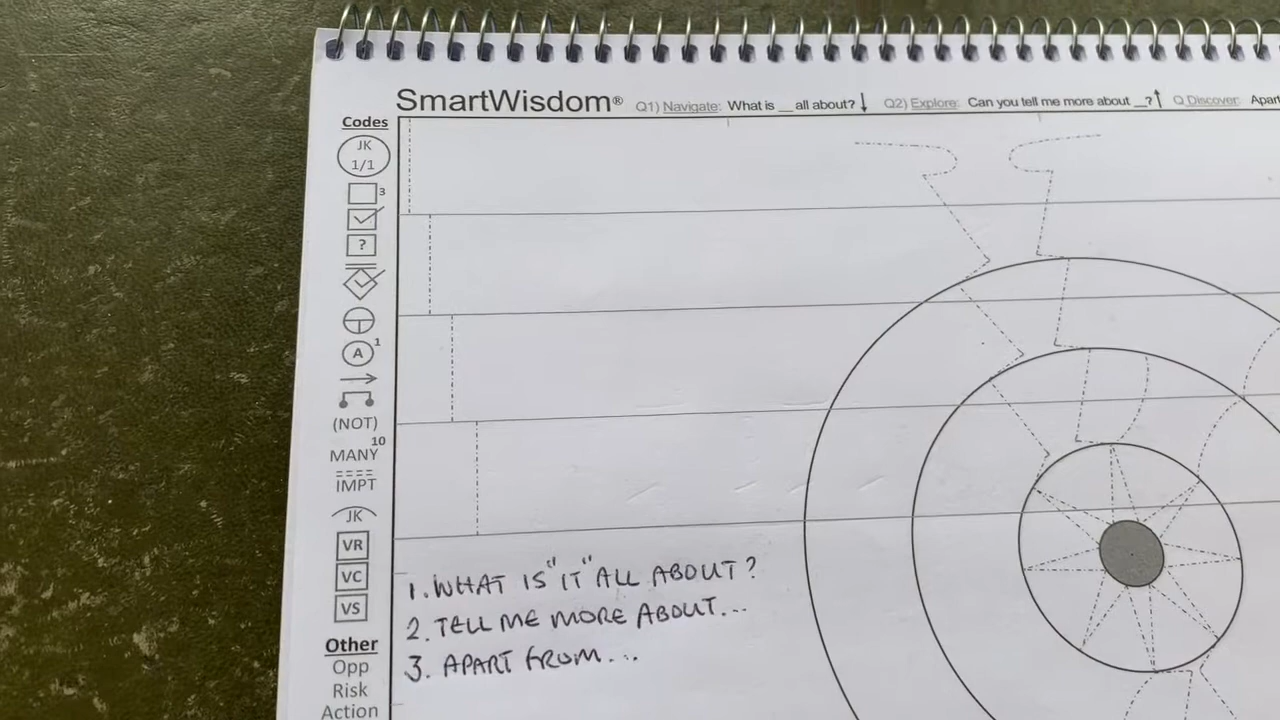 SmartWisdom® Q1) Navigate: What is __ all about? ↓ Q2) Explore: Can you tell me more about __? ↑ Q Discover: Apart
Codes
JK
1/1
3
?
A 1
(NOT)
MANY 10
IMPT
JK
VR
VC
VS
Other
Opp
Risk
Action
1. WHAT IS "IT" ALL ABOUT?
2. TELL ME MORE ABOUT...
3. APART FROM...